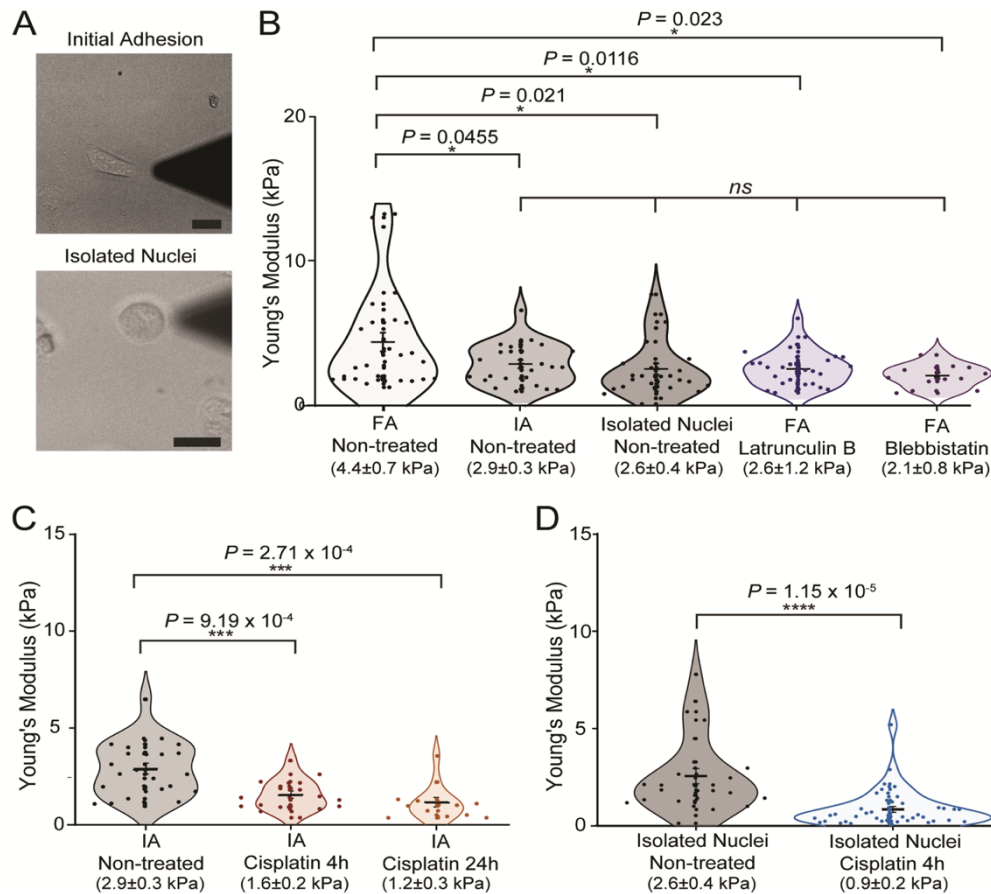 A
Initial Adhesion
Isolated Nuclei
B
P = 0.023
*
P = 0.0116
*
P = 0.021
*
P = 0.0455
*
ns
Young's Modulus (kPa)
20
10
0
FA
Non-treated
(4.4±0.7 kPa)
IA
Non-treated
(2.9±0.3 kPa)
Isolated Nuclei
Non-treated
(2.6±0.4 kPa)
FA
Latrunculin B
(2.6±1.2 kPa)
FA
Blebbistatin
(2.1±0.8 kPa)
C
P = 2.71 x 10-4
***
P = 9.19 x 10-4
***
Young's Modulus (kPa)
15
10
5
0
IA
Non-treated
(2.9±0.3 kPa)
IA
Cisplatin 4h
(1.6±0.2 kPa)
IA
Cisplatin 24h
(1.2±0.3 kPa)
D
P = 1.15 x 10-5
****
Young's Modulus (kPa)
15
10
5
0
Isolated Nuclei
Non-treated
(2.6±0.4 kPa)
Isolated Nuclei
Cisplatin 4h
(0.9±0.2 kPa)